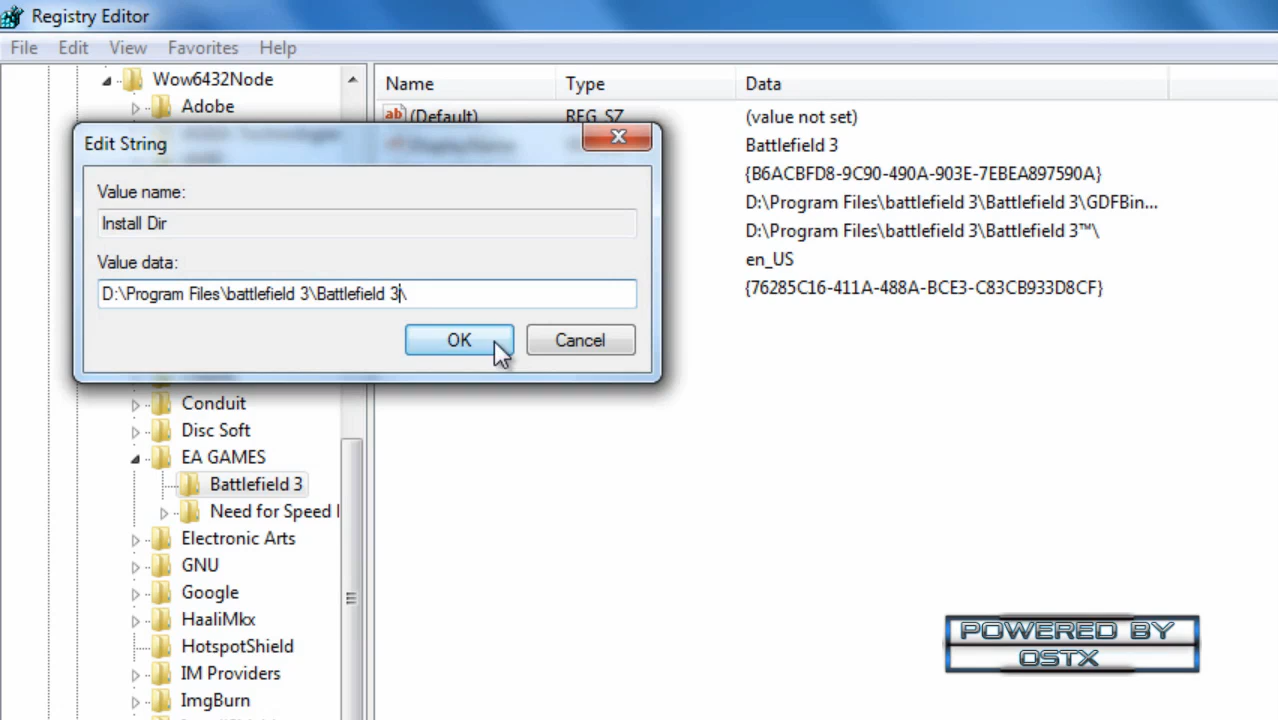 Registry Editor
File Edit View Favorites Help
Wow6432Node
Adobe
Name Type Data
(Default) REG_SZ (value not set)
Battlefield 3
{B6ACBFD8-9C90-490A-903E-7EBEA897590A}
D:\Program Files\battlefield 3\Battlefield 3\GDFBin...
D:\Program Files\battlefield 3\Battlefield 3™\
en_US
{76285C16-411A-488A-BCE3-C83CB933D8CF}
Edit String
Value name:
Install Dir
Value data:
D:\Program Files\battlefield 3\Battlefield 3\
OK Cancel
Conduit
Disc Soft
EA GAMES
Battlefield 3
Need for Speed
Electronic Arts
GNU
Google
HaaliMkx
HotspotShield
IM Providers
ImgBurn
POWERED BY
OSTX